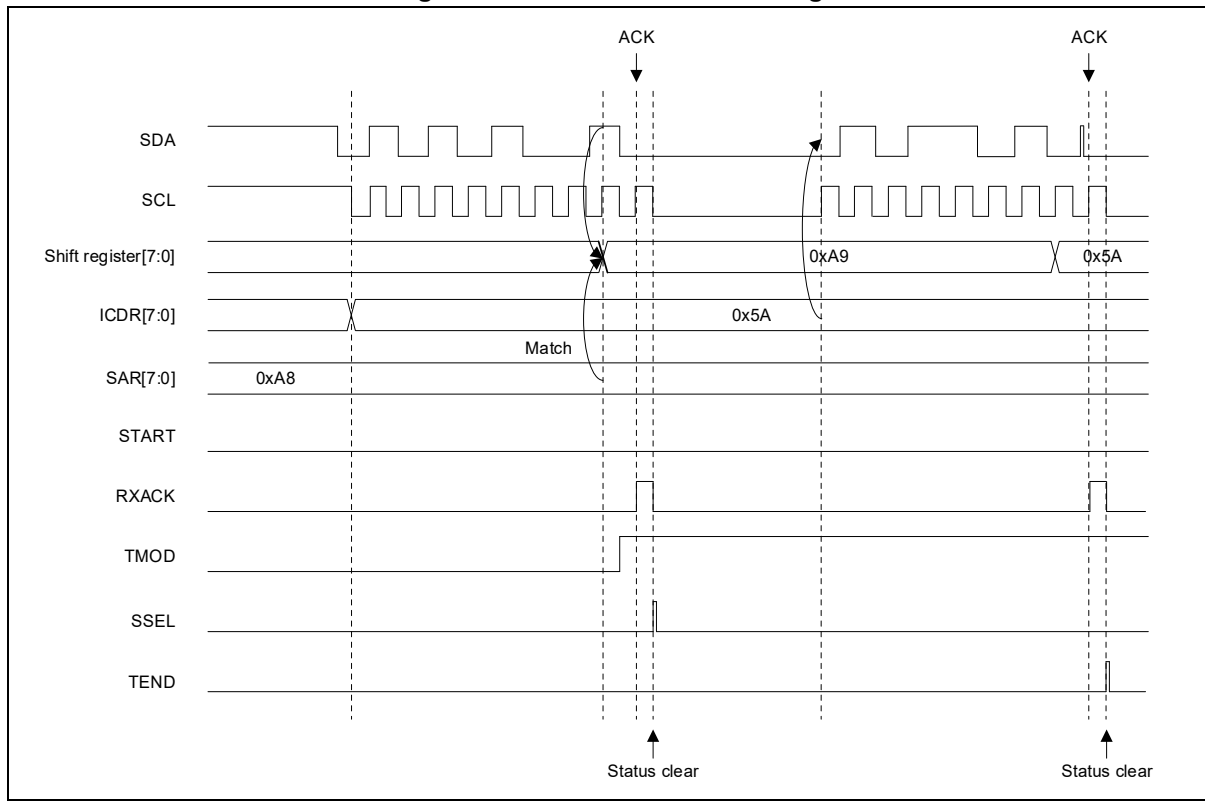 ACK ACK
SDA
SCL
Shift register[7:0] 0xA9 0x5A
ICDR[7:0] 0x5A
Match
SAR[7:0] 0xA8
START
RXACK
TMOD
SSEL
TEND
Status clear Status clear